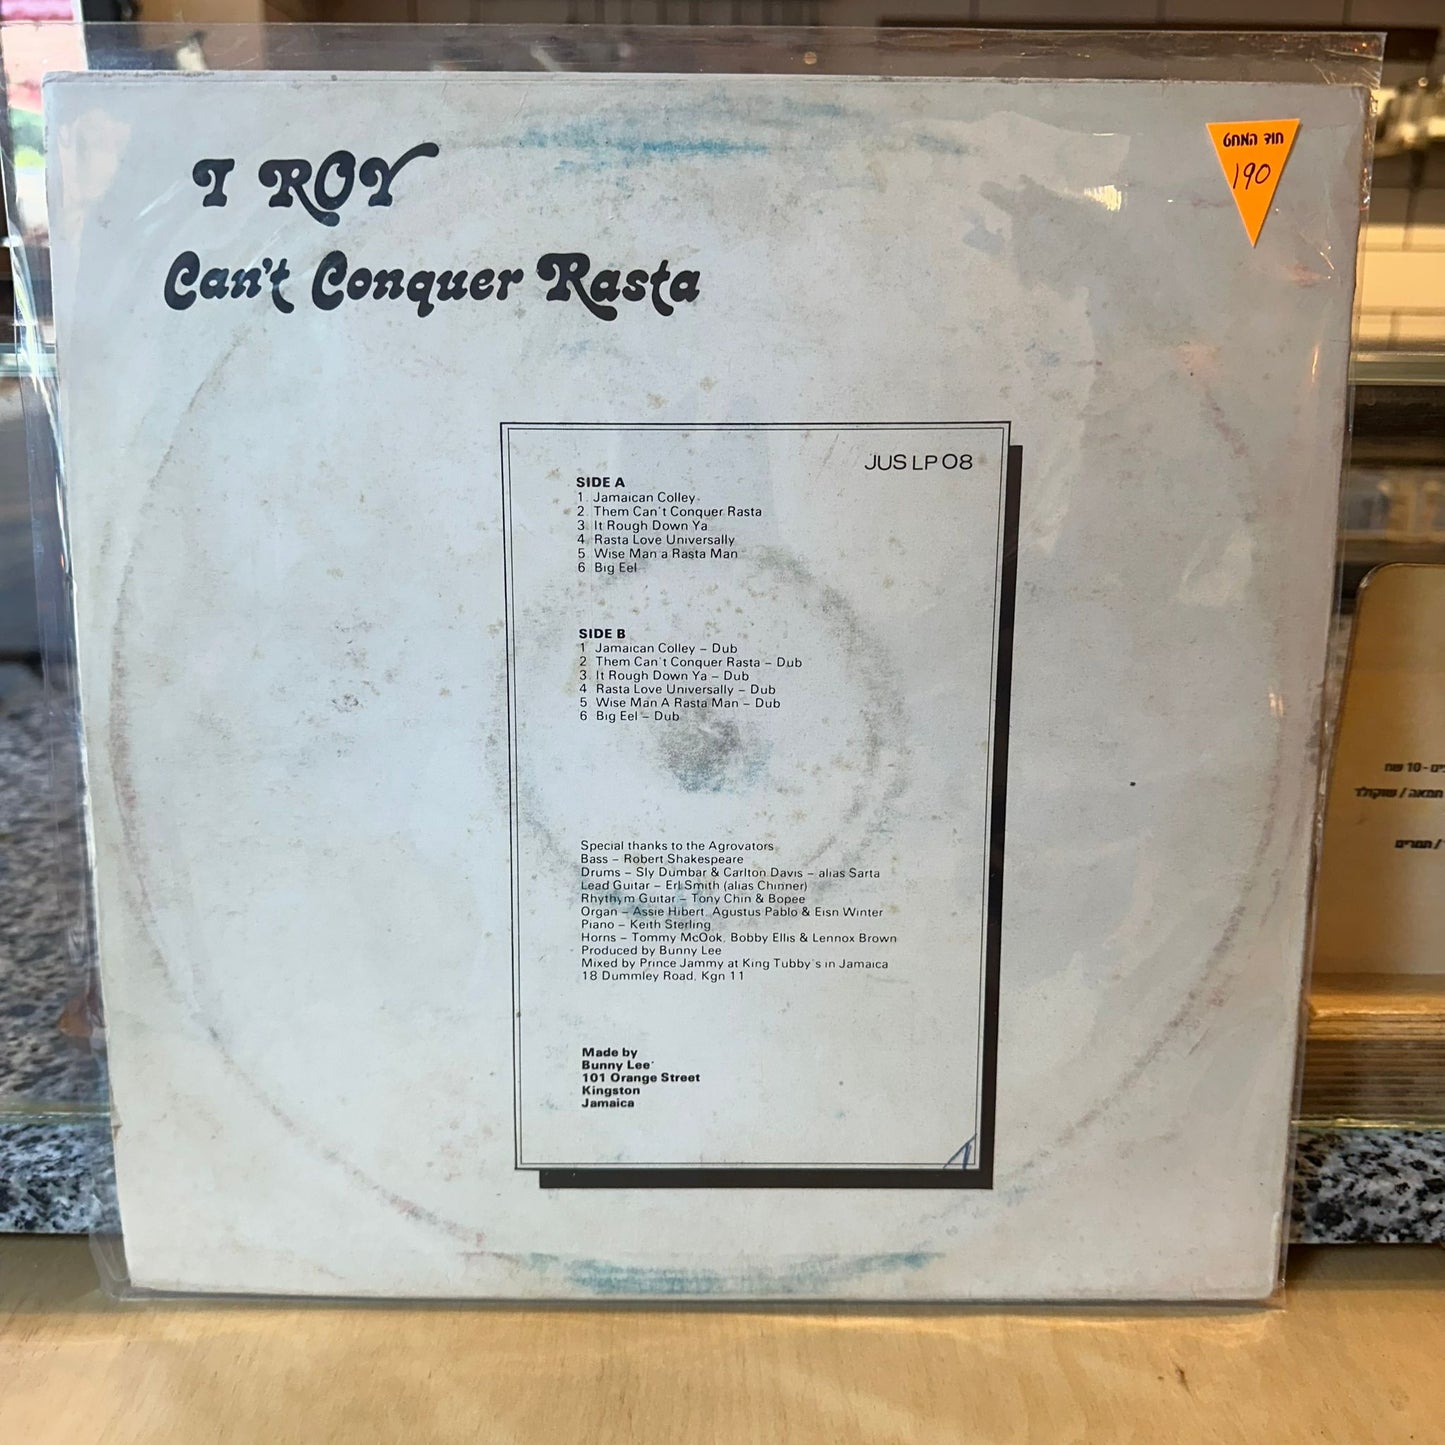 I ROY
Can't Conquer Rasta
חוד המחט
190
JUS LP 08
SIDE A
1. Jamaican Colley
2. Them Can't Conquer Rasta
3. It Rough Down Ya
4 Rasta Love Universally
5 Wise Man a Rasta Man
6 Big Eel
SIDE B
1 Jamaican Colley – Dub
2 Them Can't Conquer Rasta – Dub
3. It Rough Down Ya – Dub
4 Rasta Love Universally – Dub
5 Wise Man A Rasta Man – Dub
6 Big Eel – Dub
Special thanks to the Agrovators
Bass – Robert Shakespeare
Drums – Sly Dumbar & Carlton Davis – alias Sarta
Lead Guitar – Erl Smith (alias Chinner)
Rhythym Guitar – Tony Chin & Bopee
Organ – Assie Hibert, Agustus Pablo & Eisn Winter
Piano – Keith Sterling
Horns – Tommy McOok, Bobby Ellis & Lennox Brown
Produced by Bunny Lee
Mixed by Prince Jammy at King Tubby's in Jamaica
18 Dummley Road, Kgn 11
Made by
Bunny Lee
101 Orange Street
Kingston
Jamaica
10 שח
חמאה / שוקולד
/ תמרים